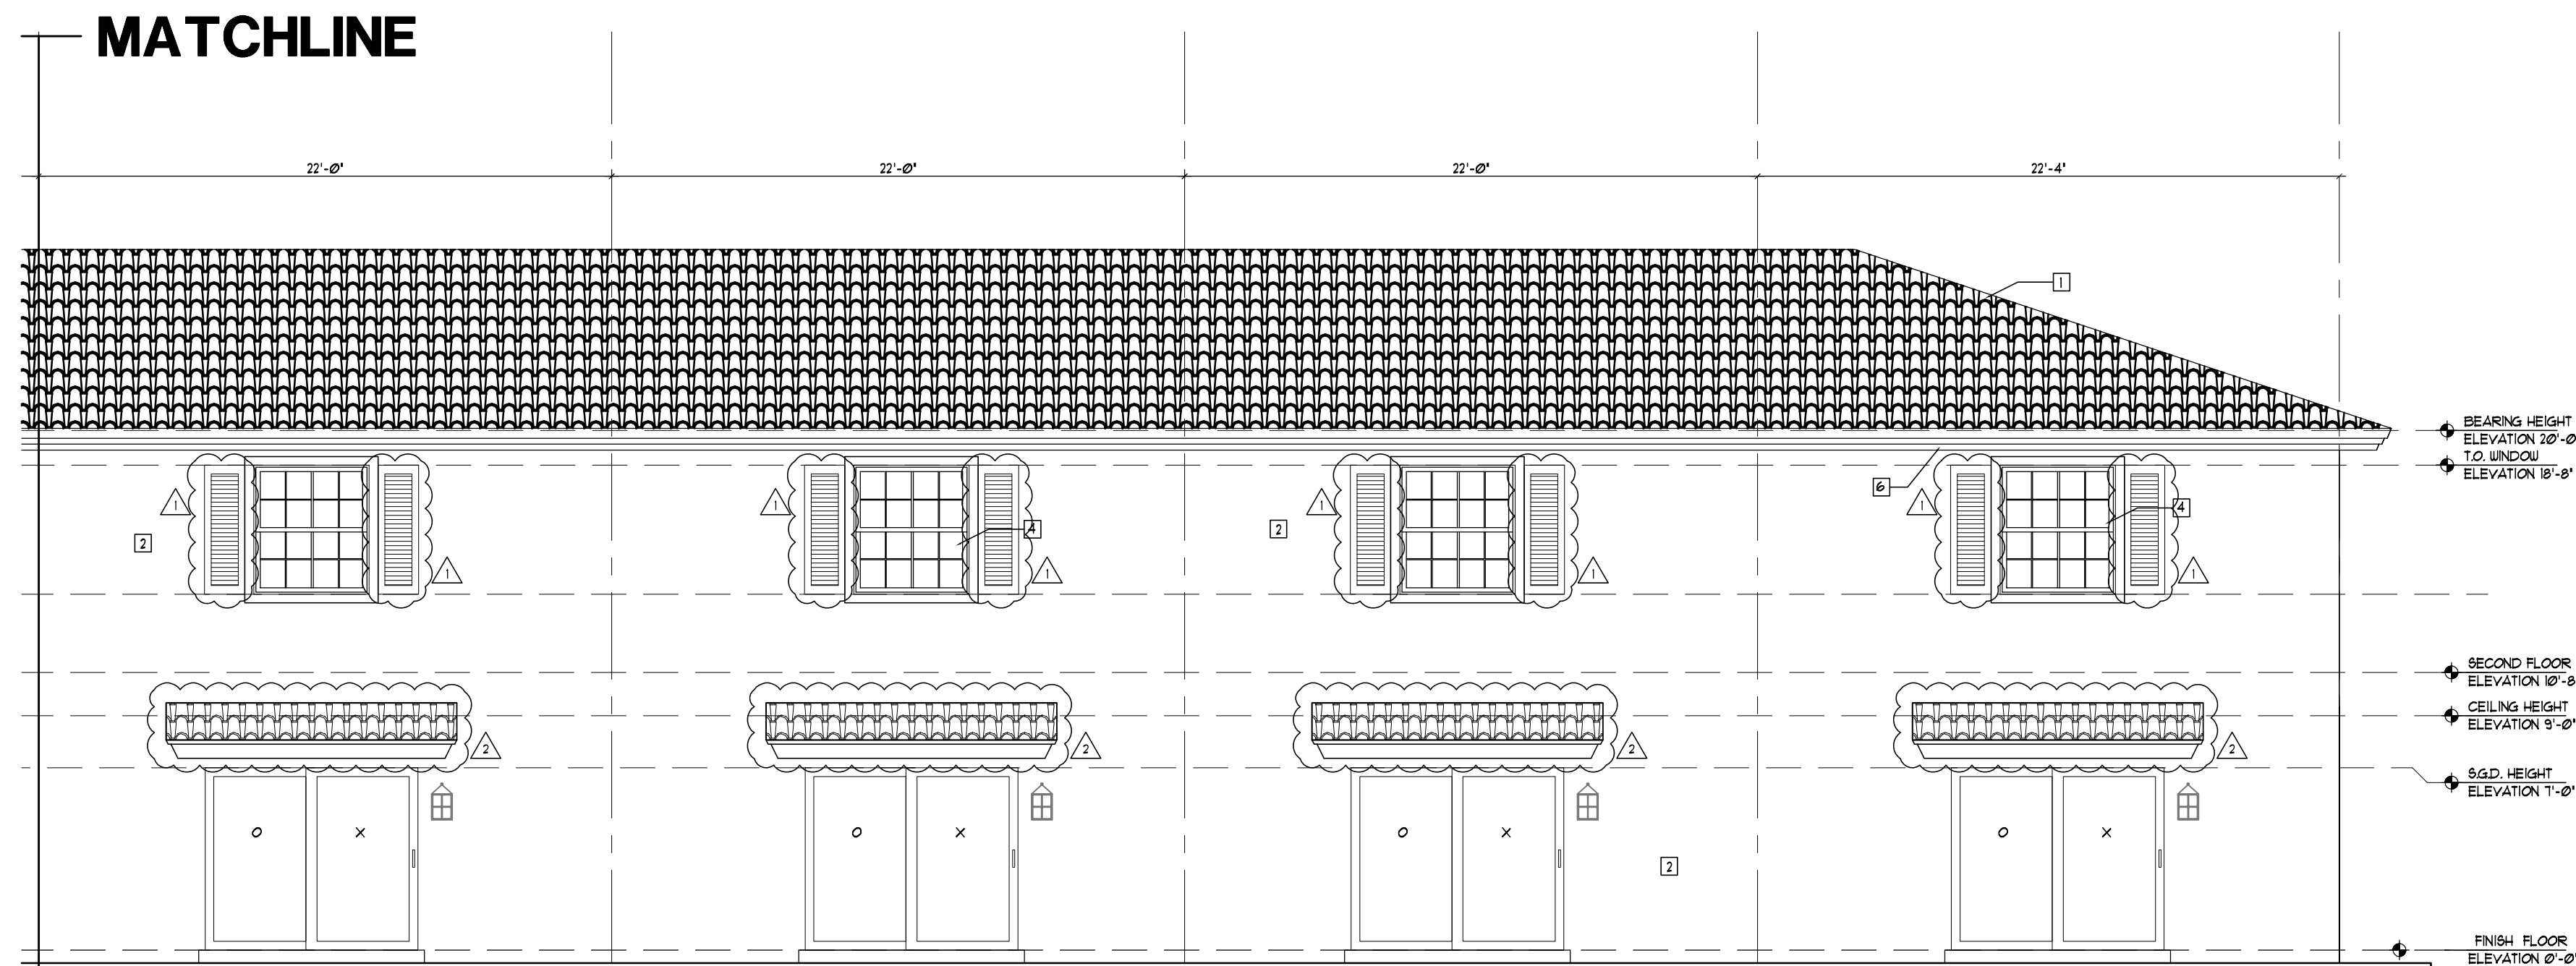 MATCHLINE
22'-0" 22'-0" 22'-0" 22'-4"
1
BEARING HEIGHT
ELEVATION 20'-0
T.O. WINDOW
ELEVATION 18'-8"
6
1 1 1 1
4 4
2 2
1 1 1 1
SECOND FLOOR
ELEVATION 10'-8
CEILING HEIGHT
ELEVATION 9'-0"
2 2 2 2
S.G.D. HEIGHT
ELEVATION 7'-0"
O X O X O X O X
2
FINISH FLOOR
ELEVATION 0'-0